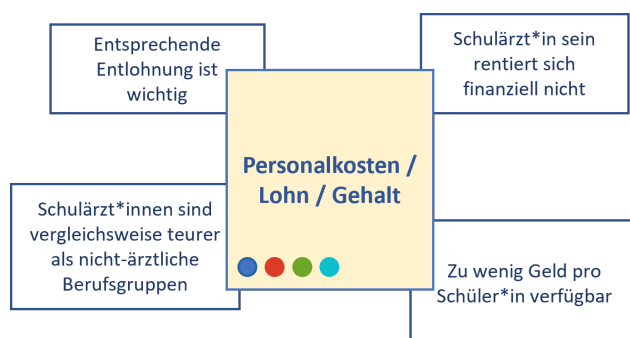 Entsprechende
Entlohnung ist
wichtig
Schulärzt*in sein
rentiert sich
finanziell nicht
Personalkosten /
Lohn / Gehalt
Schulärzt*innen sind
vergleichsweise teurer
als nicht-ärztliche
Berufsgruppen
Zu wenig Geld pro
Schüler*in verfügbar